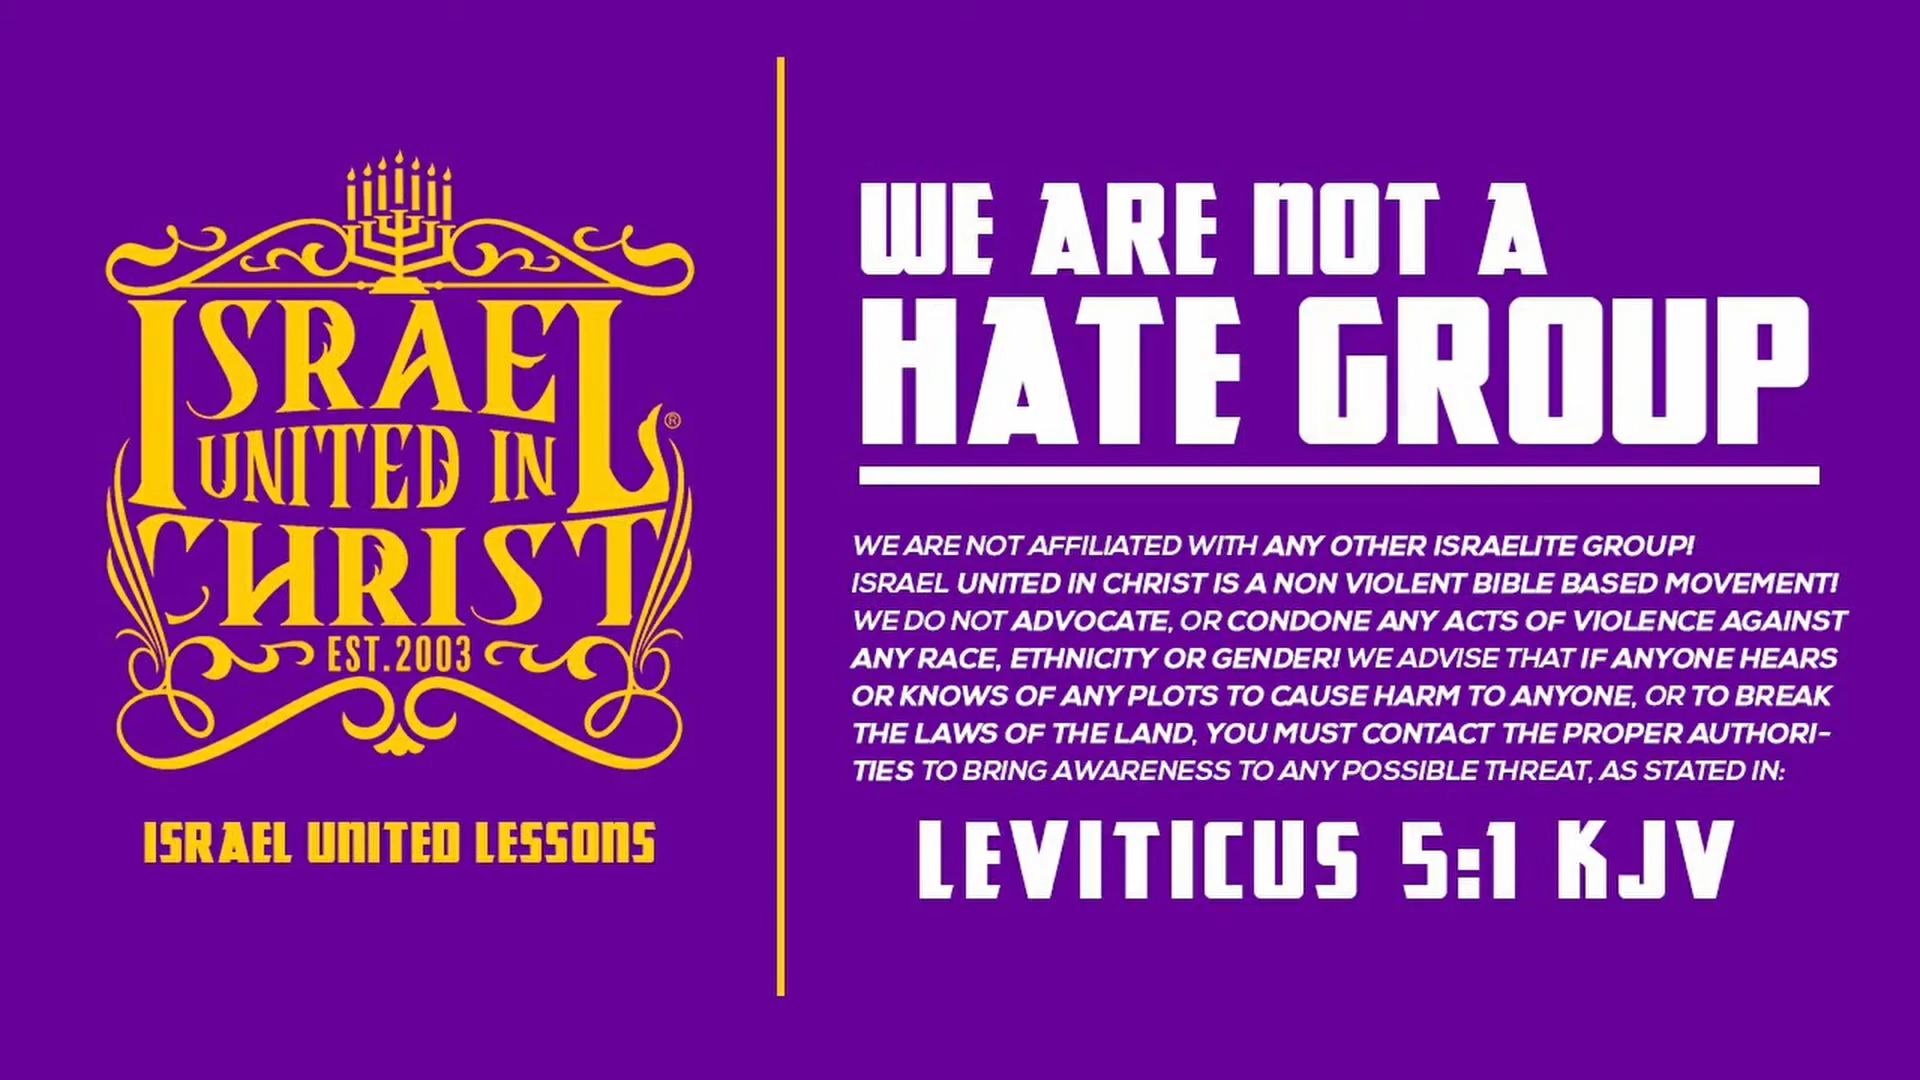 ISRAEL
UNITED IN
CHRIST
®
EST.2003
ISRAEL UNITED LESSONS
WE ARE NOT A
HATE GROUP
WE ARE NOT AFFILIATED WITH ANY OTHER ISRAELITE GROUP!
ISRAEL UNITED IN CHRIST IS A NON VIOLENT BIBLE BASED MOVEMENT!
WE DO NOT ADVOCATE, OR CONDONE ANY ACTS OF VIOLENCE AGAINST
ANY RACE, ETHNICITY OR GENDER! WE ADVISE THAT IF ANYONE HEARS
OR KNOWS OF ANY PLOTS TO CAUSE HARM TO ANYONE, OR TO BREAK
THE LAWS OF THE LAND, YOU MUST CONTACT THE PROPER AUTHORI-
TIES TO BRING AWARENESS TO ANY POSSIBLE THREAT, AS STATED IN:
LEVITICUS 5:1 KJV